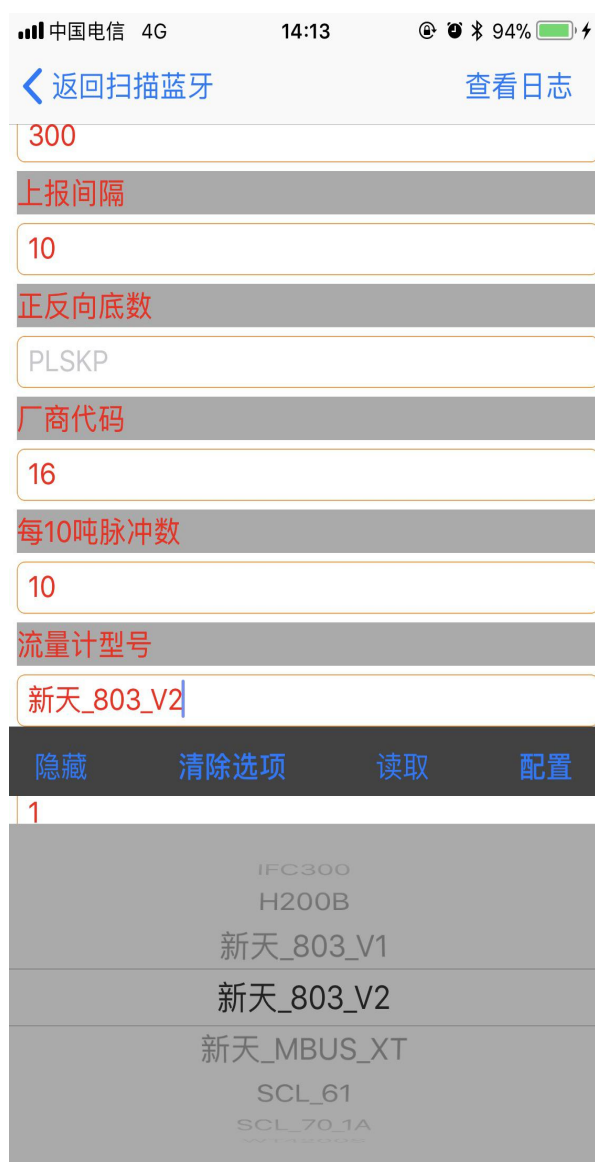 中国电信 4G 14:13 94%
返回扫描蓝牙 查看日志
300
上报间隔
10
正反向底数
PLSKP
厂商代码
16
每10吨脉冲数
10
流量计型号
新天_803_V2
隐藏 清除选项 读取 配置
1
IFC300
H200B
新天_803_V1
新天_803_V2
新天_MBUS_XT
SCL_61
SCL_70_1A